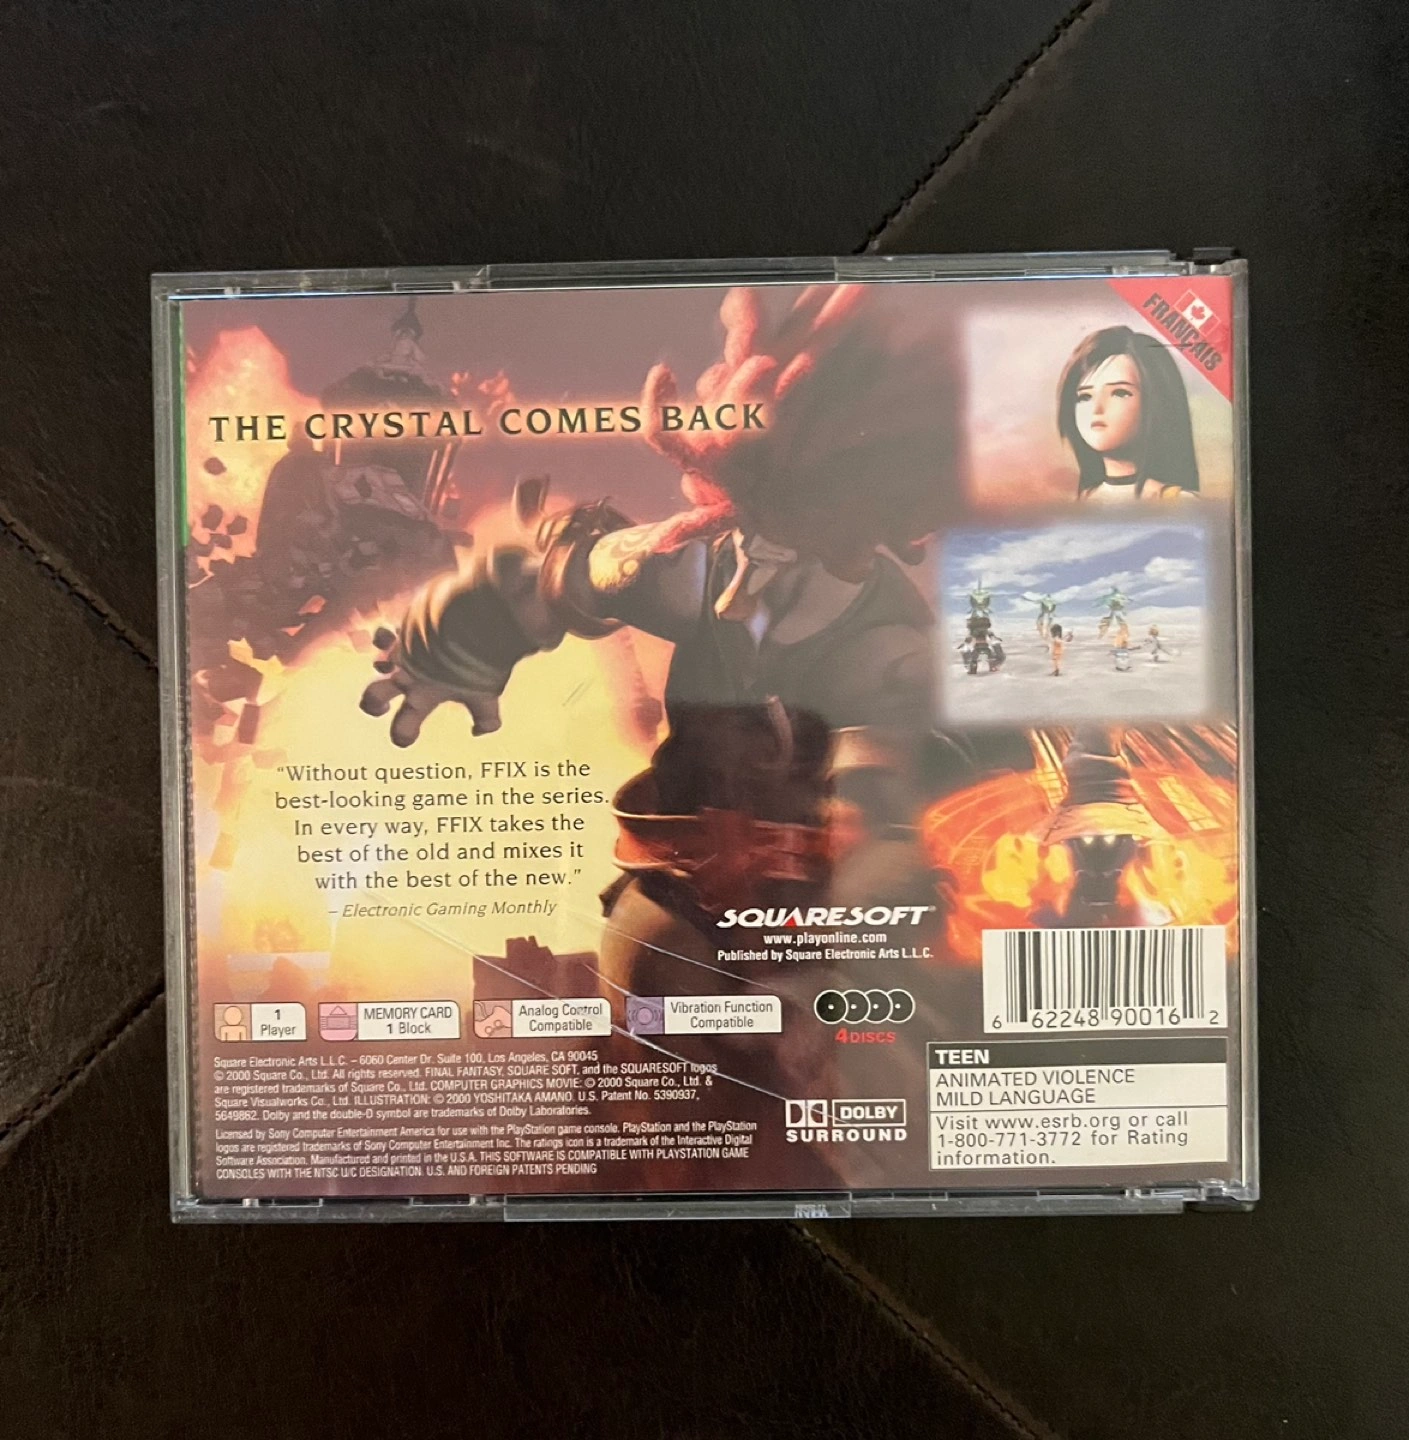 FRANÇAIS
THE CRYSTAL COMES BACK
"Without question, FFIX is the
best-looking game in the series.
In every way, FFIX takes the
best of the old and mixes it
with the best of the new."
– Electronic Gaming Monthly
SQUARESOFT
www.playonline.com
Published by Square Electronic Arts L.L.C.
1
Player
MEMORY CARD
1 Block
Analog Control
Compatible
Vibration Function
Compatible
4 DISCS
6 62248 90016 2
Square Electronic Arts L.L.C. – 6060 Center Dr. Suite 100, Los Angeles, CA 90045
© 2000 Square Co., Ltd. All rights reserved. FINAL FANTASY, SQUARE SOFT, and the SQUARESOFT logos
are registered trademarks of Square Co., Ltd. COMPUTER GRAPHICS MOVIE: © 2000 Square Co., Ltd. &
Square Visualworks Co., Ltd. ILLUSTRATION: © 2000 YOSHITAKA AMANO. U.S. Patent No. 5390937,
5649862. Dolby and the double-D symbol are trademarks of Dolby Laboratories.
Licensed by Sony Computer Entertainment America for use with the PlayStation game console. PlayStation and the PlayStation
logos are registered trademarks of Sony Computer Entertainment Inc. The ratings icon is a trademark of the Interactive Digital
Software Association. Manufactured and printed in the U.S.A. THIS SOFTWARE IS COMPATIBLE WITH PLAYSTATION GAME
CONSOLES WITH THE NTSC U/C DESIGNATION. U.S. AND FOREIGN PATENTS PENDING
DOLBY
SURROUND
TEEN
ANIMATED VIOLENCE
MILD LANGUAGE
Visit www.esrb.org or call
1-800-771-3772 for Rating
information.